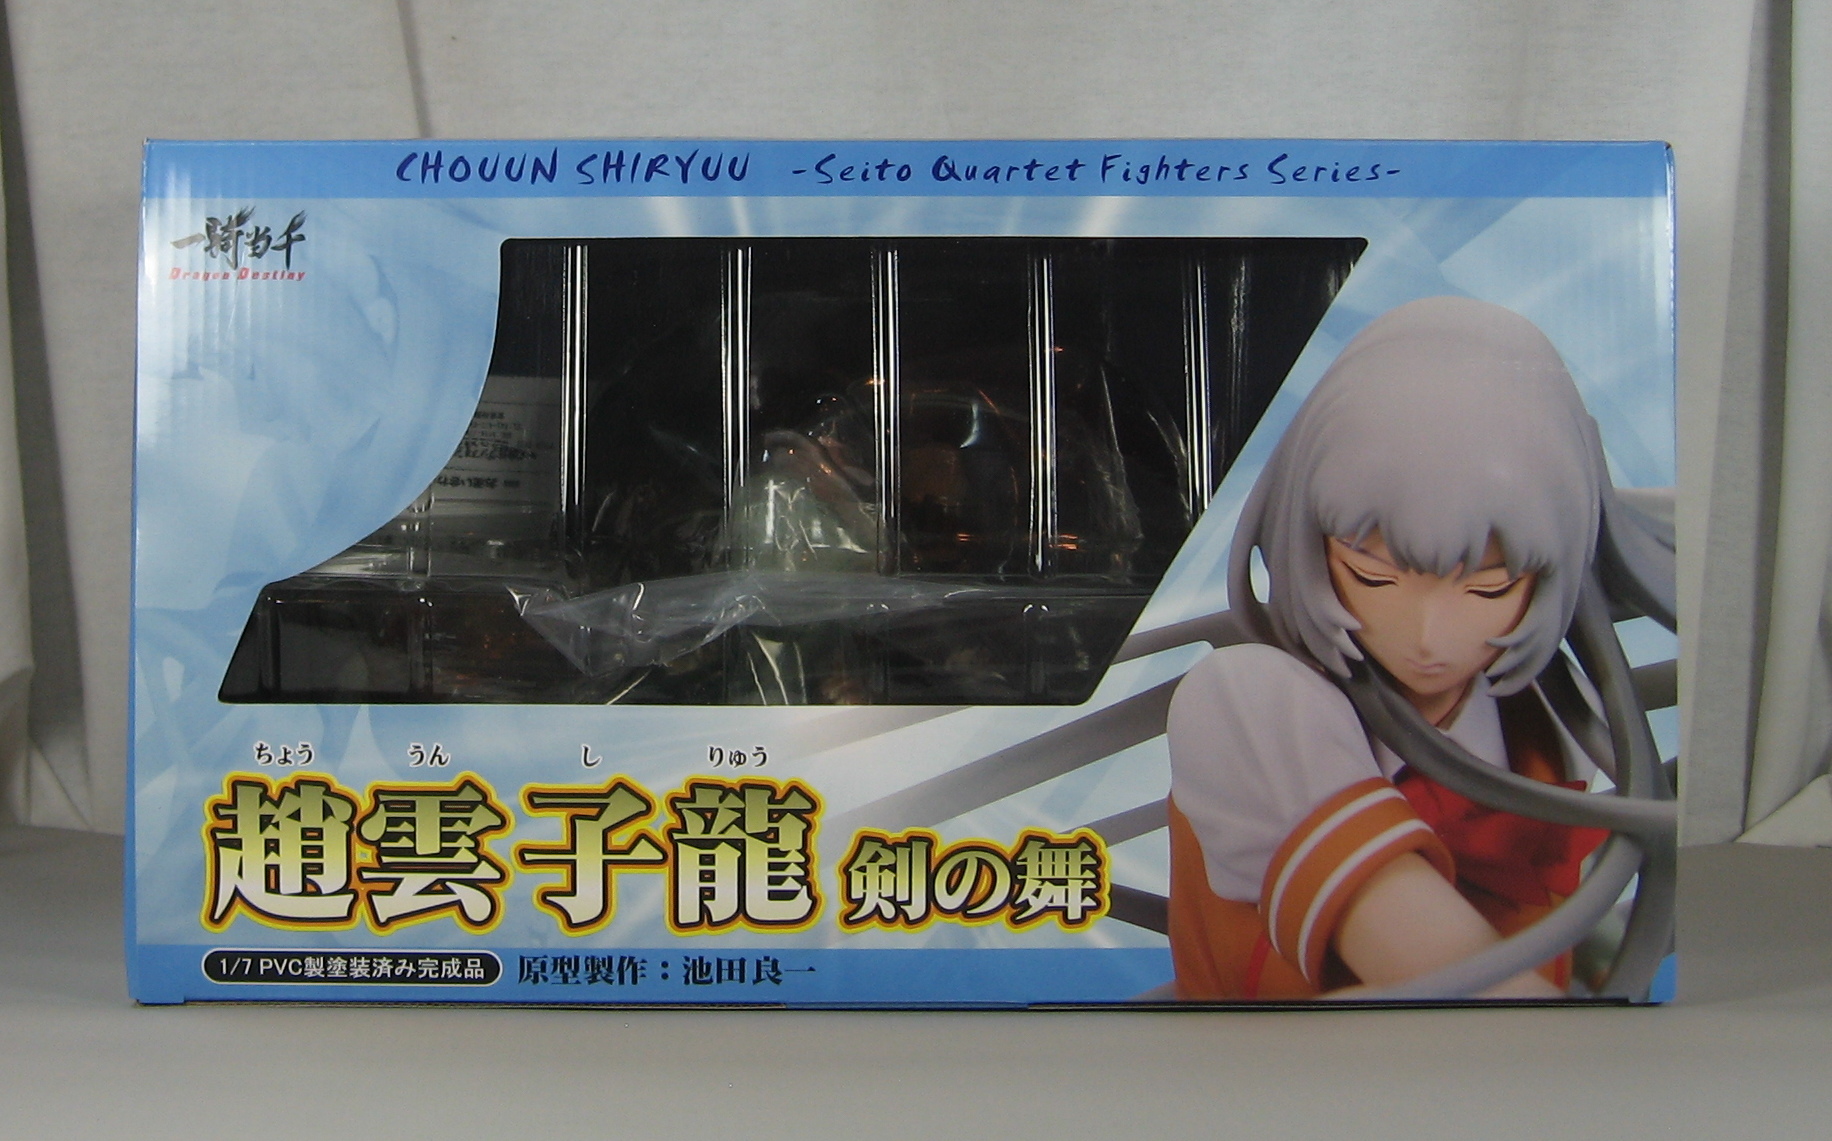 CHOUUN SHIRYUU -Seito Quartet Fighters Series-
一騎当千
Dragon Destiny
ちょう うん し りゅう
趙雲子龍 剣の舞
1/7 PVC製塗装済み完成品 原型製作：池田良一